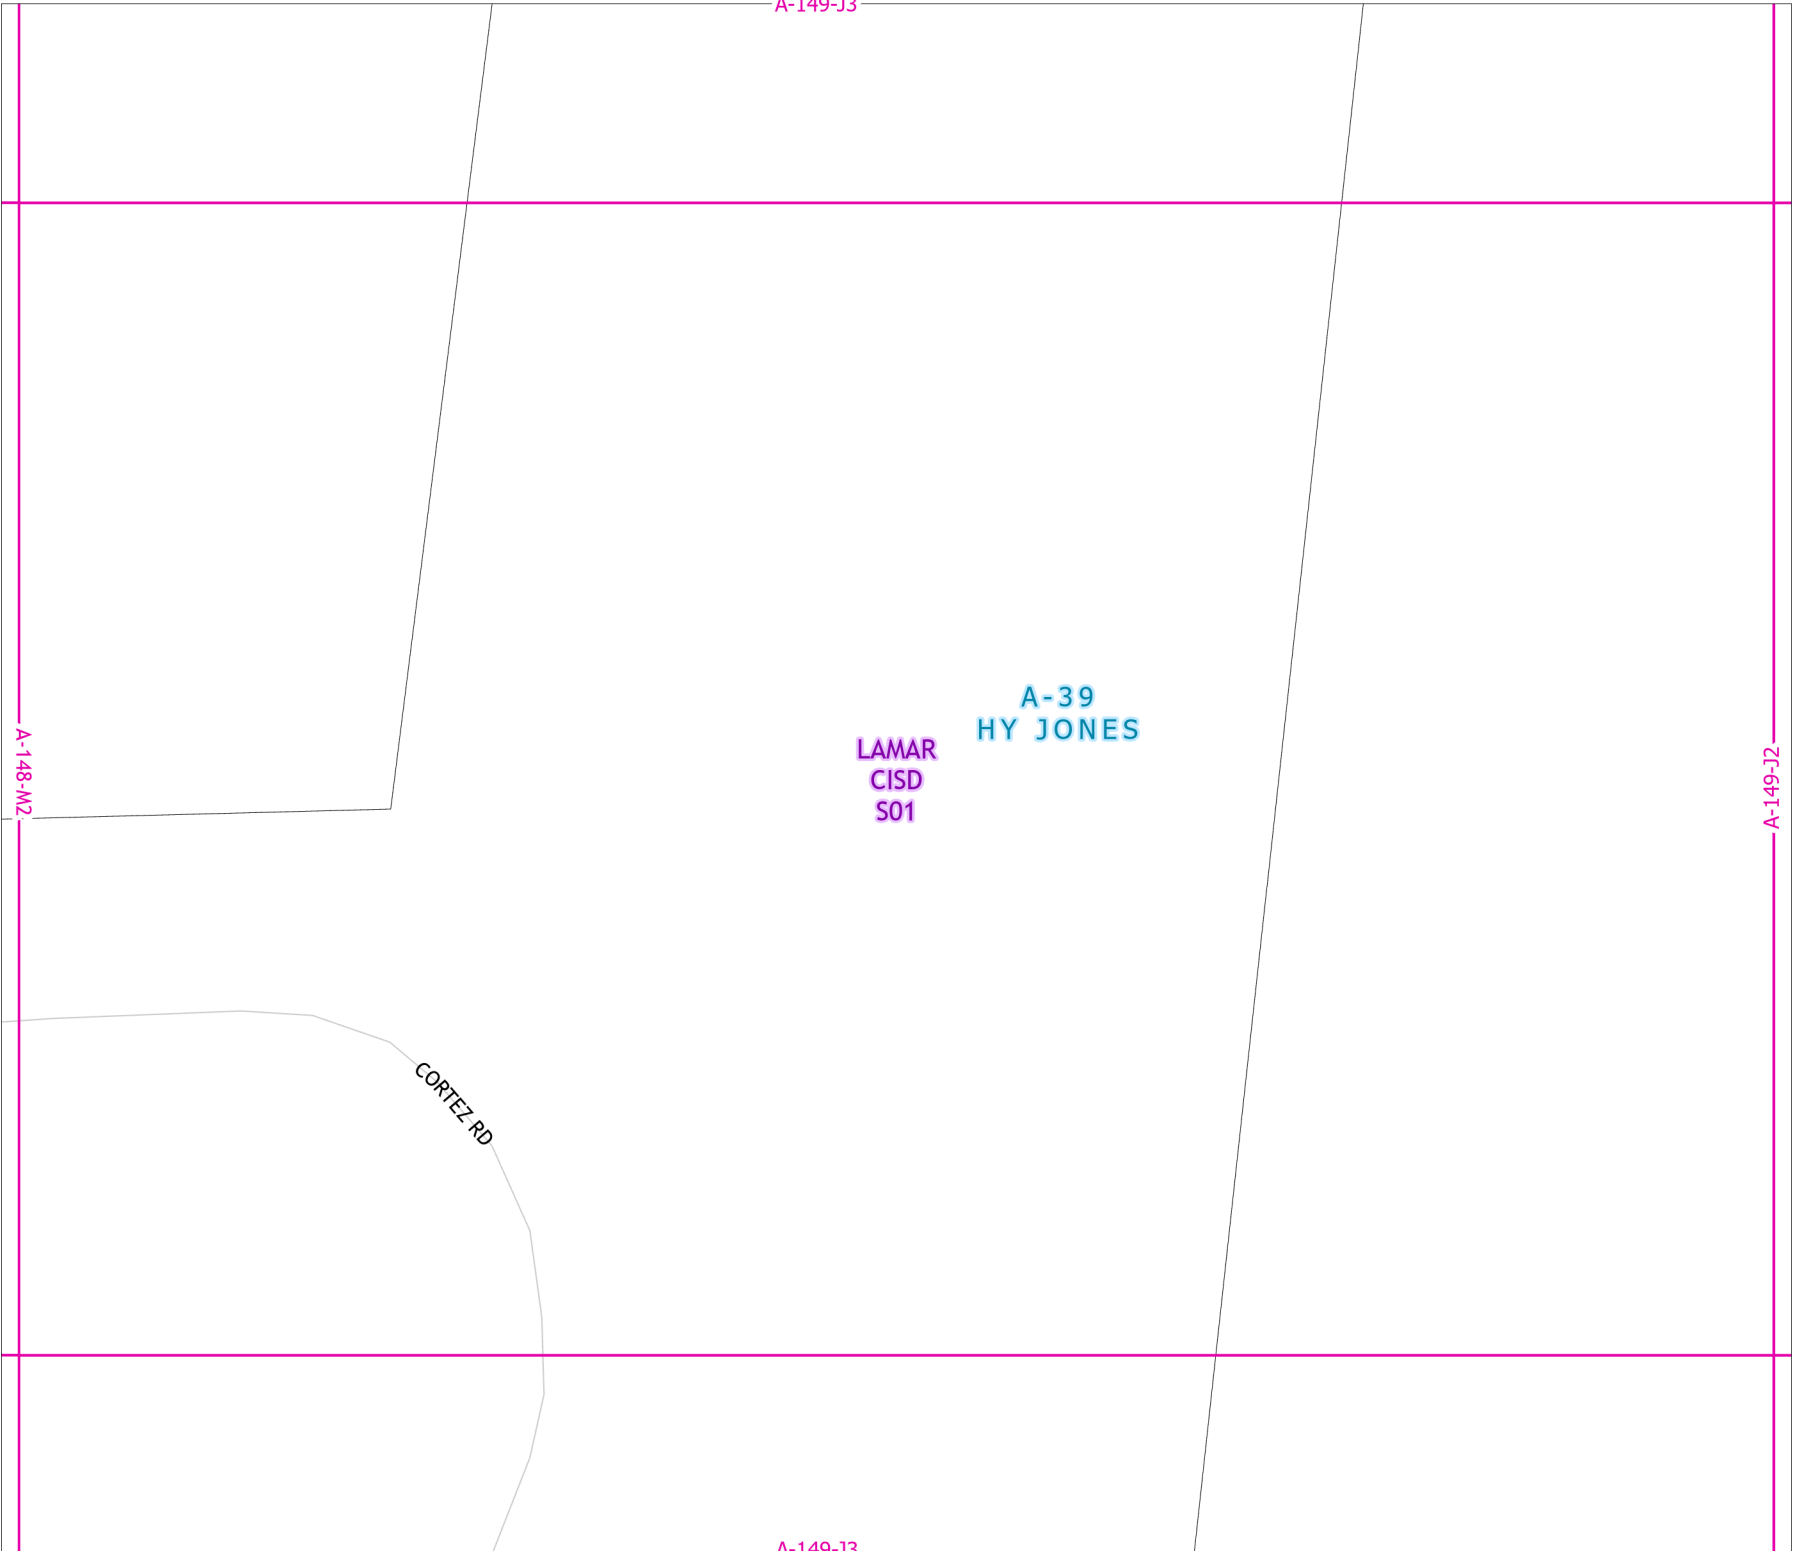 A-149-J3
A-39
HY JONES
LAMAR
CISD
S01
A-148-M2
A-149-J2
CORTEZ RD
A-149-J3